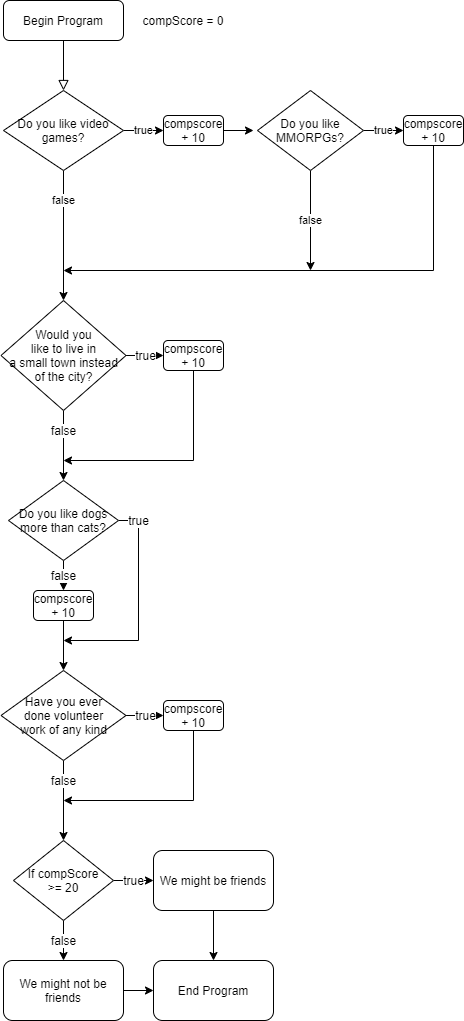 Begin Program
compScore = 0
Do you like video
games?
true
compscore
+ 10
Do you like
MMORPGs?
true
compscore
+ 10
false
false
Would you
like to live in
a small town instead
of the city?
true
compscore
+ 10
false
Do you like dogs
more than cats?
true
false
compscore
+ 10
Have you ever
done volunteer
work of any kind
true
compscore
+ 10
false
If compScore
>= 20
true
We might be friends
false
We might not be
friends
End Program